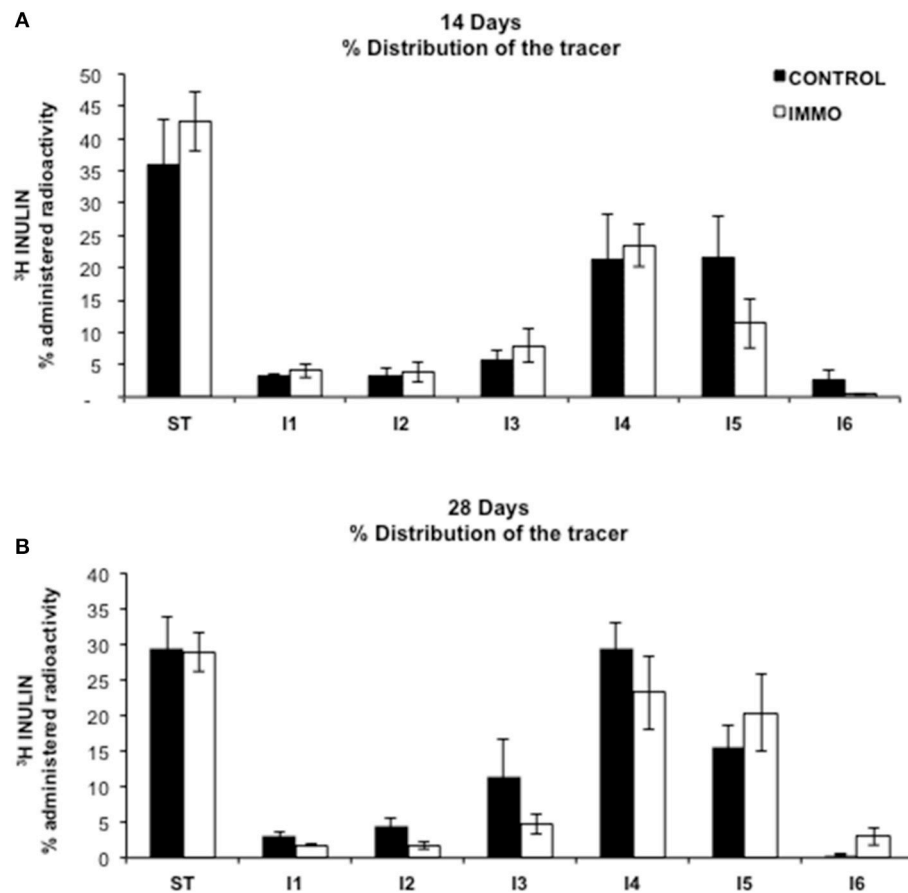 A
14 Days
% Distribution of the tracer
CONTROL
IMMO
³H INULIN
% administered radioactivity
50
45
40
35
30
25
20
15
10
5
-
ST I1 I2 I3 I4 I5 I6
28 Days
% Distribution of the tracer
B
³H INULIN
% administered radioactivity
40
35
30
25
20
15
10
5
0
ST I1 I2 I3 I4 I5 I6